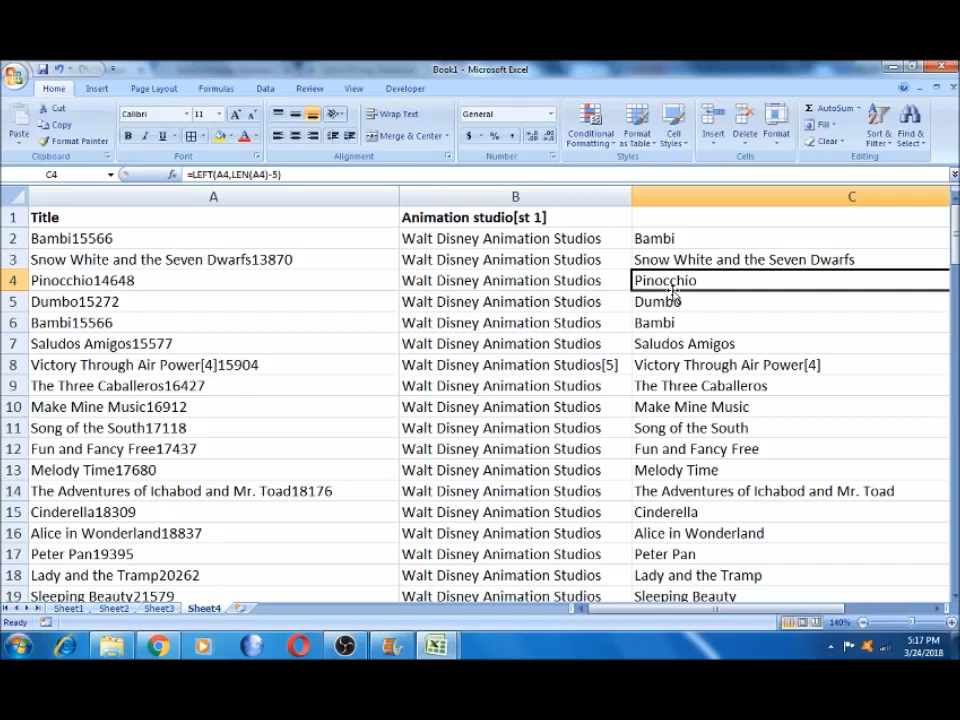 Book1 - Microsoft Excel
Home Insert Page Layout Formulas Data Review View Developer
Paste
Cut
Copy
Format Painter
Clipboard
Calibri 11
B I U
Font
Wrap Text
Merge & Center
Alignment
General
$ % ,
Number
Conditional Formatting
Format as Table
Cell Styles
Styles
Insert Delete Format
Cells
Σ AutoSum
Fill
Clear
Sort & Filter
Find & Select
Editing
C4 fx =LEFT(A4,LEN(A4)-5)
A B C
1 Title Animation studio[st 1]
2 Bambi15566 Walt Disney Animation Studios Bambi
3 Snow White and the Seven Dwarfs13870 Walt Disney Animation Studios Snow White and the Seven Dwarfs
4 Pinocchio14648 Walt Disney Animation Studios Pinocchio
5 Dumbo15272 Walt Disney Animation Studios Dumbo
6 Bambi15566 Walt Disney Animation Studios Bambi
7 Saludos Amigos15577 Walt Disney Animation Studios Saludos Amigos
8 Victory Through Air Power[4]15904 Walt Disney Animation Studios[5] Victory Through Air Power[4]
9 The Three Caballeros16427 Walt Disney Animation Studios The Three Caballeros
10 Make Mine Music16912 Walt Disney Animation Studios Make Mine Music
11 Song of the South17118 Walt Disney Animation Studios Song of the South
12 Fun and Fancy Free17437 Walt Disney Animation Studios Fun and Fancy Free
13 Melody Time17680 Walt Disney Animation Studios Melody Time
14 The Adventures of Ichabod and Mr. Toad18176 Walt Disney Animation Studios The Adventures of Ichabod and Mr. Toad
15 Cinderella18309 Walt Disney Animation Studios Cinderella
16 Alice in Wonderland18837 Walt Disney Animation Studios Alice in Wonderland
17 Peter Pan19395 Walt Disney Animation Studios Peter Pan
18 Lady and the Tramp20262 Walt Disney Animation Studios Lady and the Tramp
19 Sleeping Beauty21579 Walt Disney Animation Studios Sleeping Beauty
Sheet1 Sheet2 Sheet3 Sheet4
Ready 140%
5:17 PM
3/24/2018